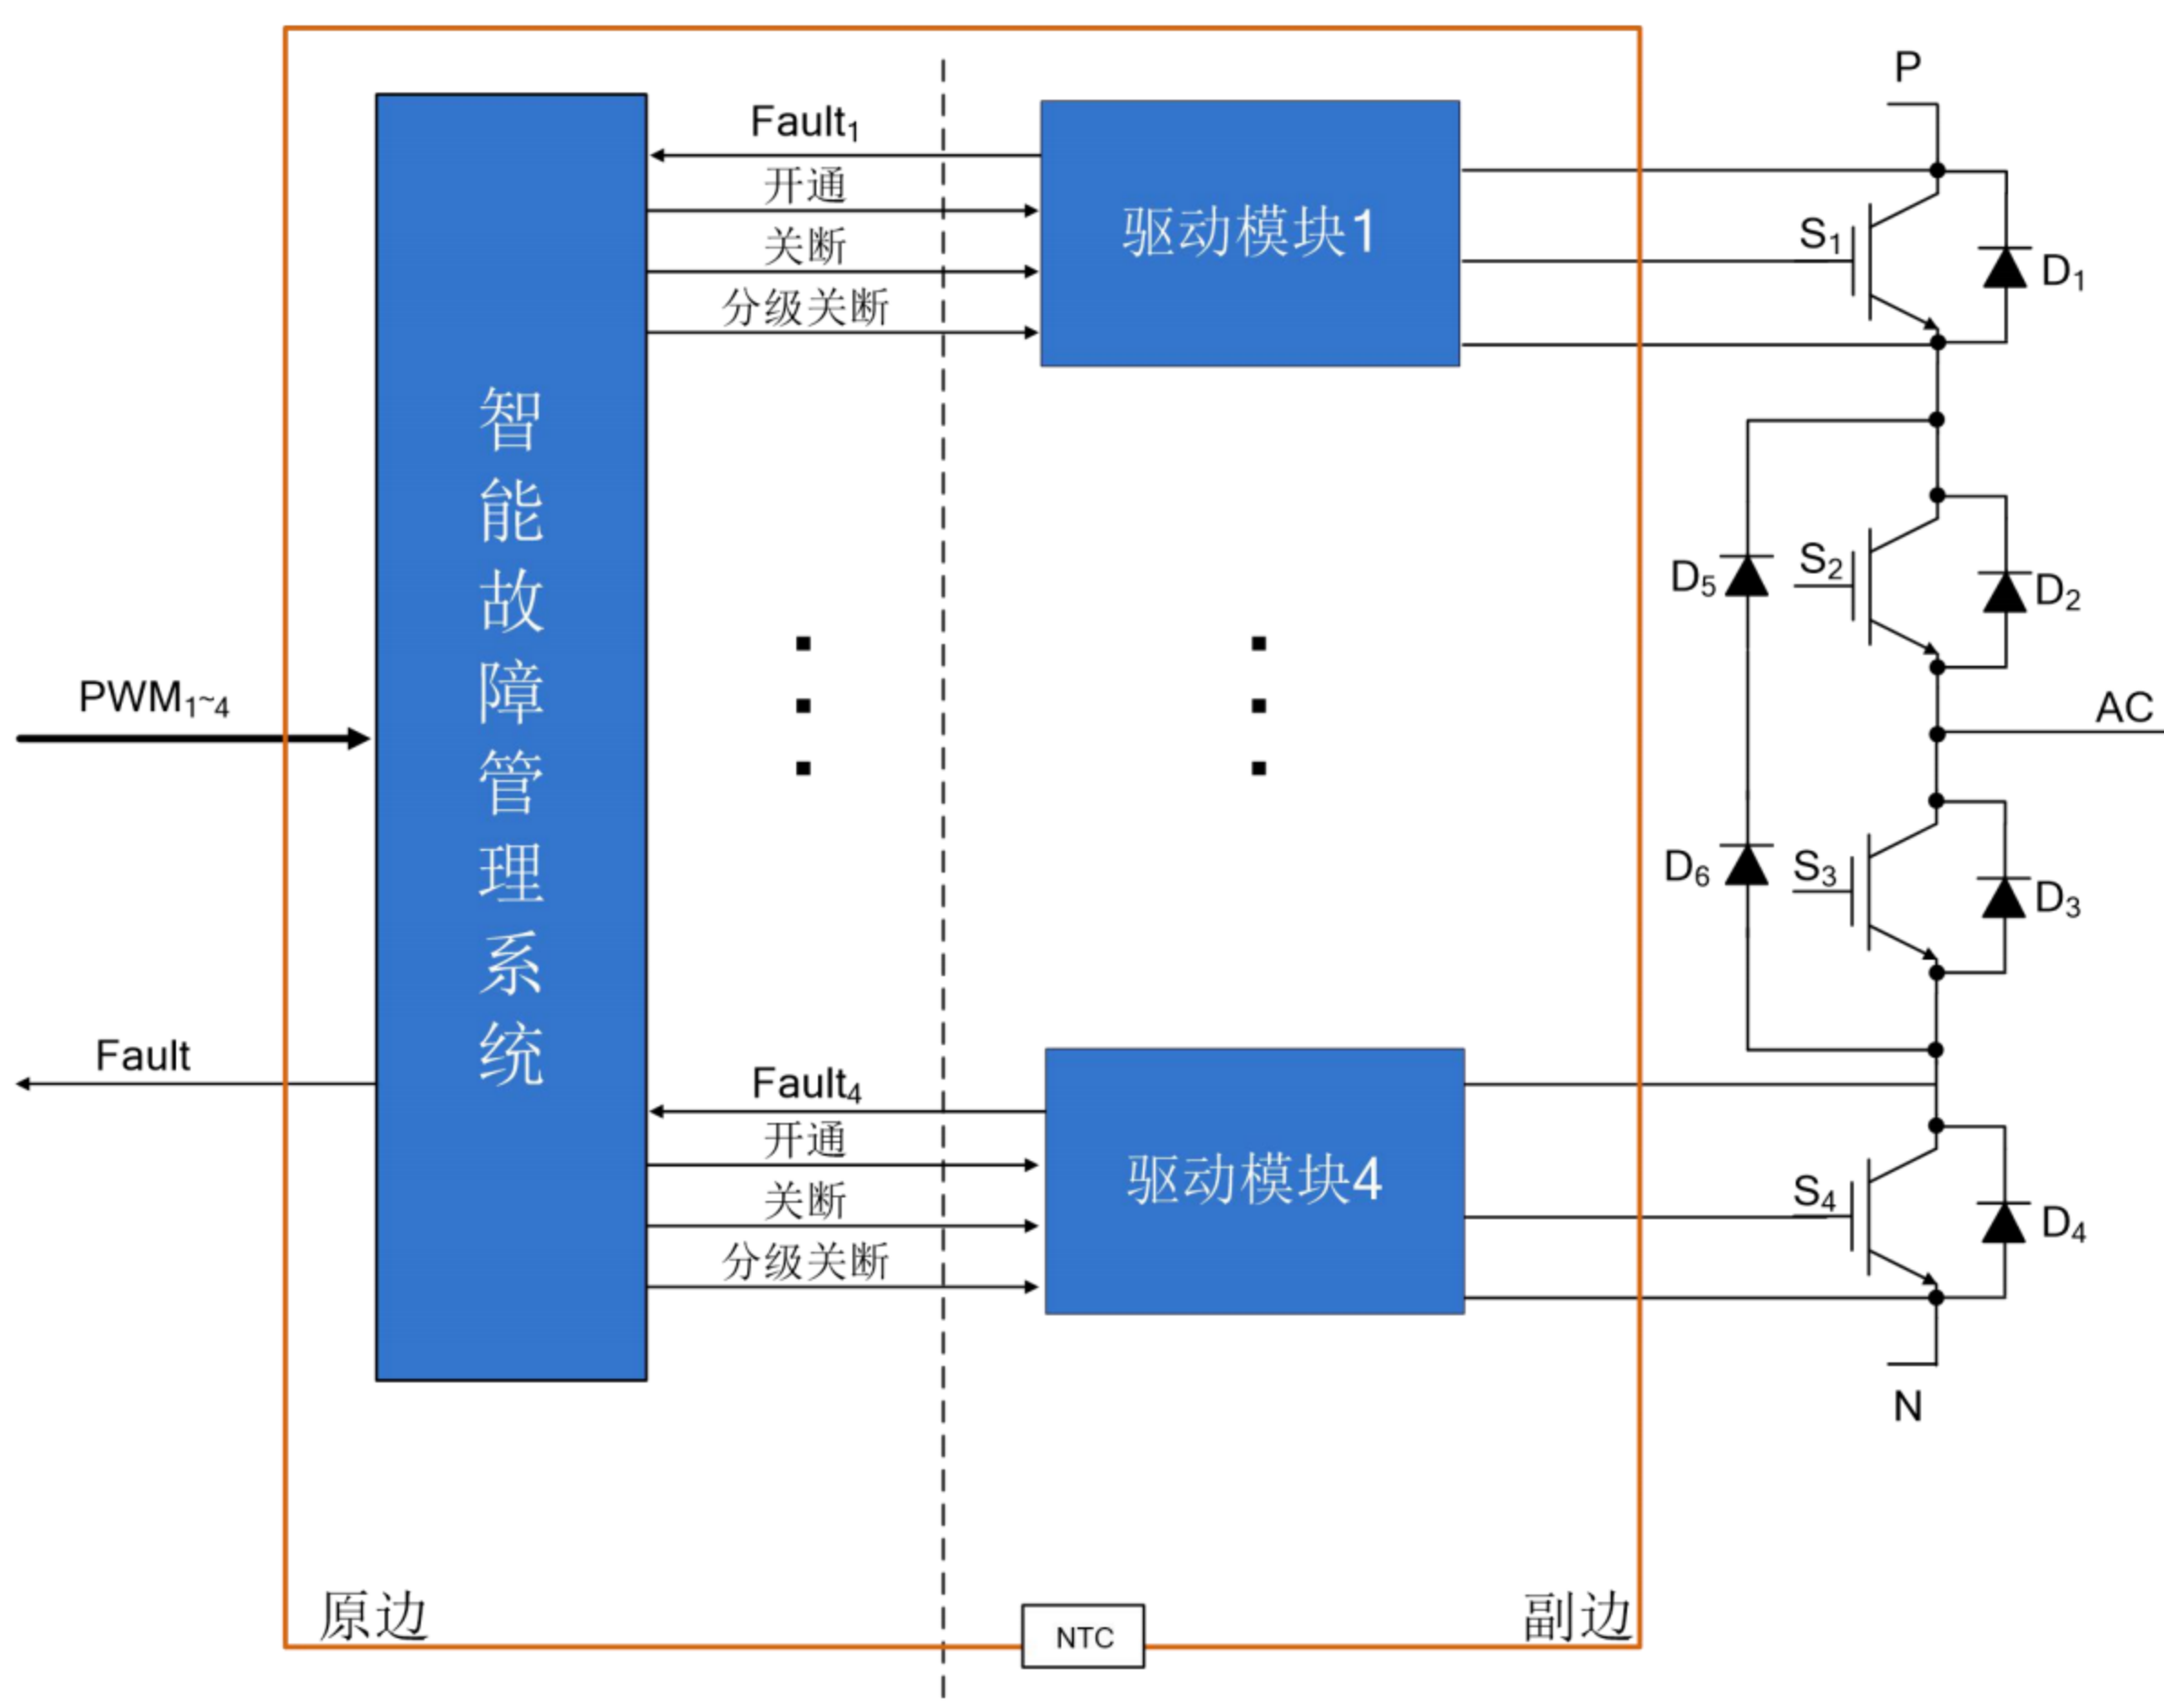 P
Fault₁
开通
关断
分级关断
驱动模块1
S₁
D₁
智能故障管理系统
D₅
S₂
D₂
PWM₁~₄
AC
D₆
S₃
D₃
Fault
Fault₄
开通
关断
分级关断
驱动模块4
S₄
D₄
N
原边
NTC
副边